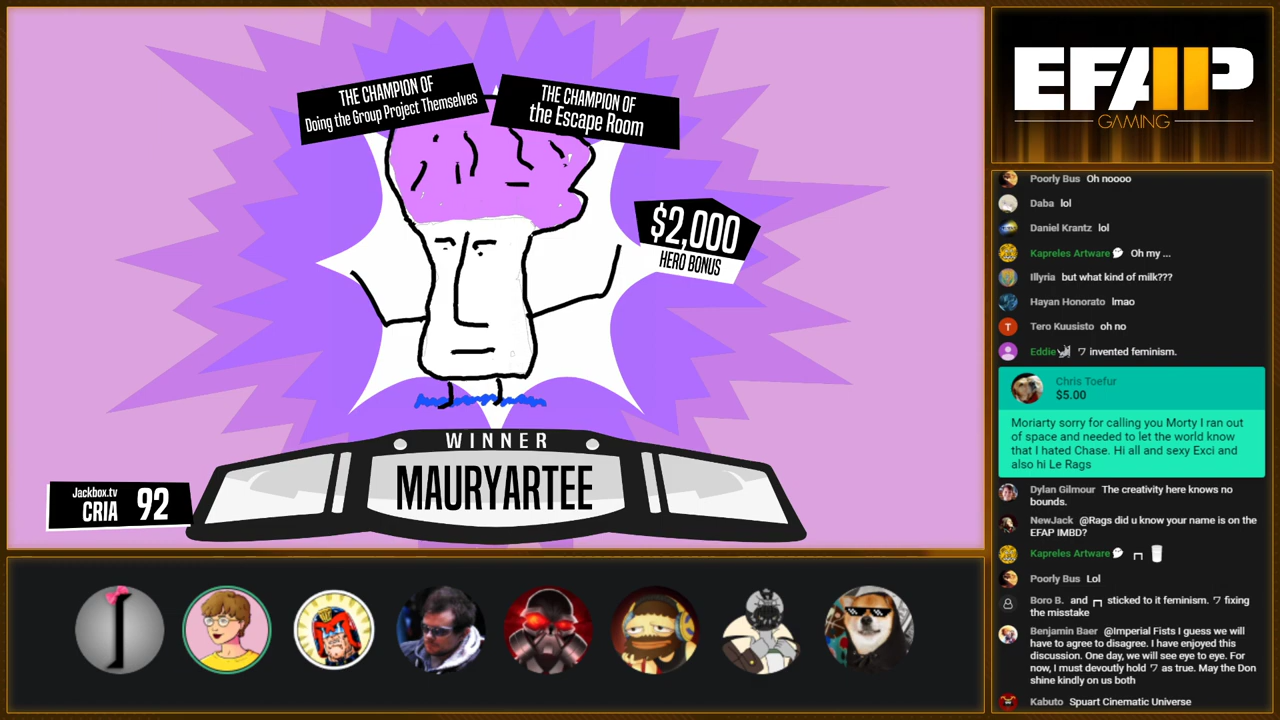 THE CHAMPION OF
Doing the Group Project Themselves
THE CHAMPION OF
the Escape Room
$2,000
HERO BONUS
WINNER
MAURYARTEE
Jackbox.tv
CRIA
92
EFAP
GAMING
Poorly Bus Oh noooo
Daba lol
Daniel Krantz lol
Kapreles Artware Oh my ...
Illyria but what kind of milk???
Hayan Honorato lmao
T
Tero Kuusisto oh no
Eddie ワ invented feminism.
Chris Toefur
$5.00
Moriarty sorry for calling you Morty I ran out
of space and needed to let the world know
that I hated Chase. Hi all and sexy Exci and
also hi Le Rags
Dylan Gilmour The creativity here knows no
bounds.
NewJack @Rags did u know your name is on the
EFAP IMBD?
Kapreles Artware ┌┐
Poorly Bus Lol
Boro B. and ┌┐ sticked to it feminism. ワ fixing
the misstake
Benjamin Baer @Imperial Fists I guess we will
have to agree to disagree. I have enjoyed this
discussion. One day, we will see eye to eye. For
now, I must devoutly hold ワ as true. May the Don
shine kindly on us both
Kabuto Spuart Cinematic Universe